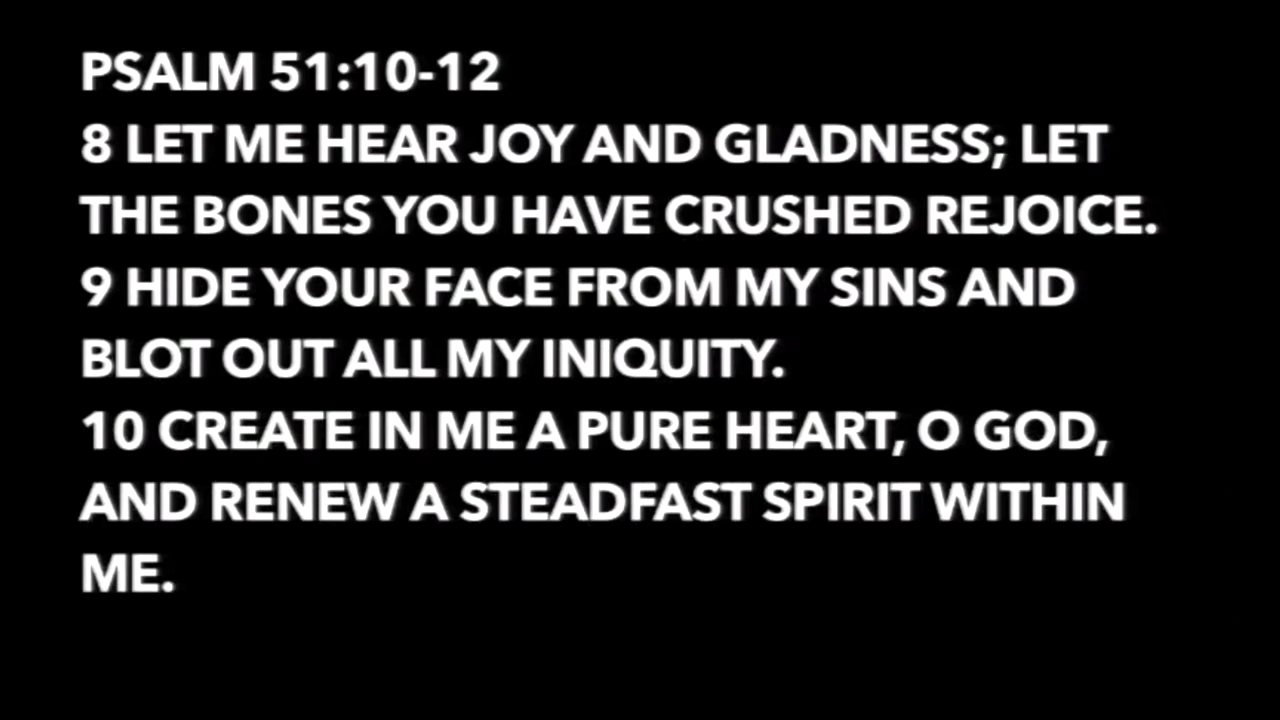 PSALM 51:10-12
8 LET ME HEAR JOY AND GLADNESS; LET
THE BONES YOU HAVE CRUSHED REJOICE.
9 HIDE YOUR FACE FROM MY SINS AND
BLOT OUT ALL MY INIQUITY.
10 CREATE IN ME A PURE HEART, O GOD,
AND RENEW A STEADFAST SPIRIT WITHIN
ME.